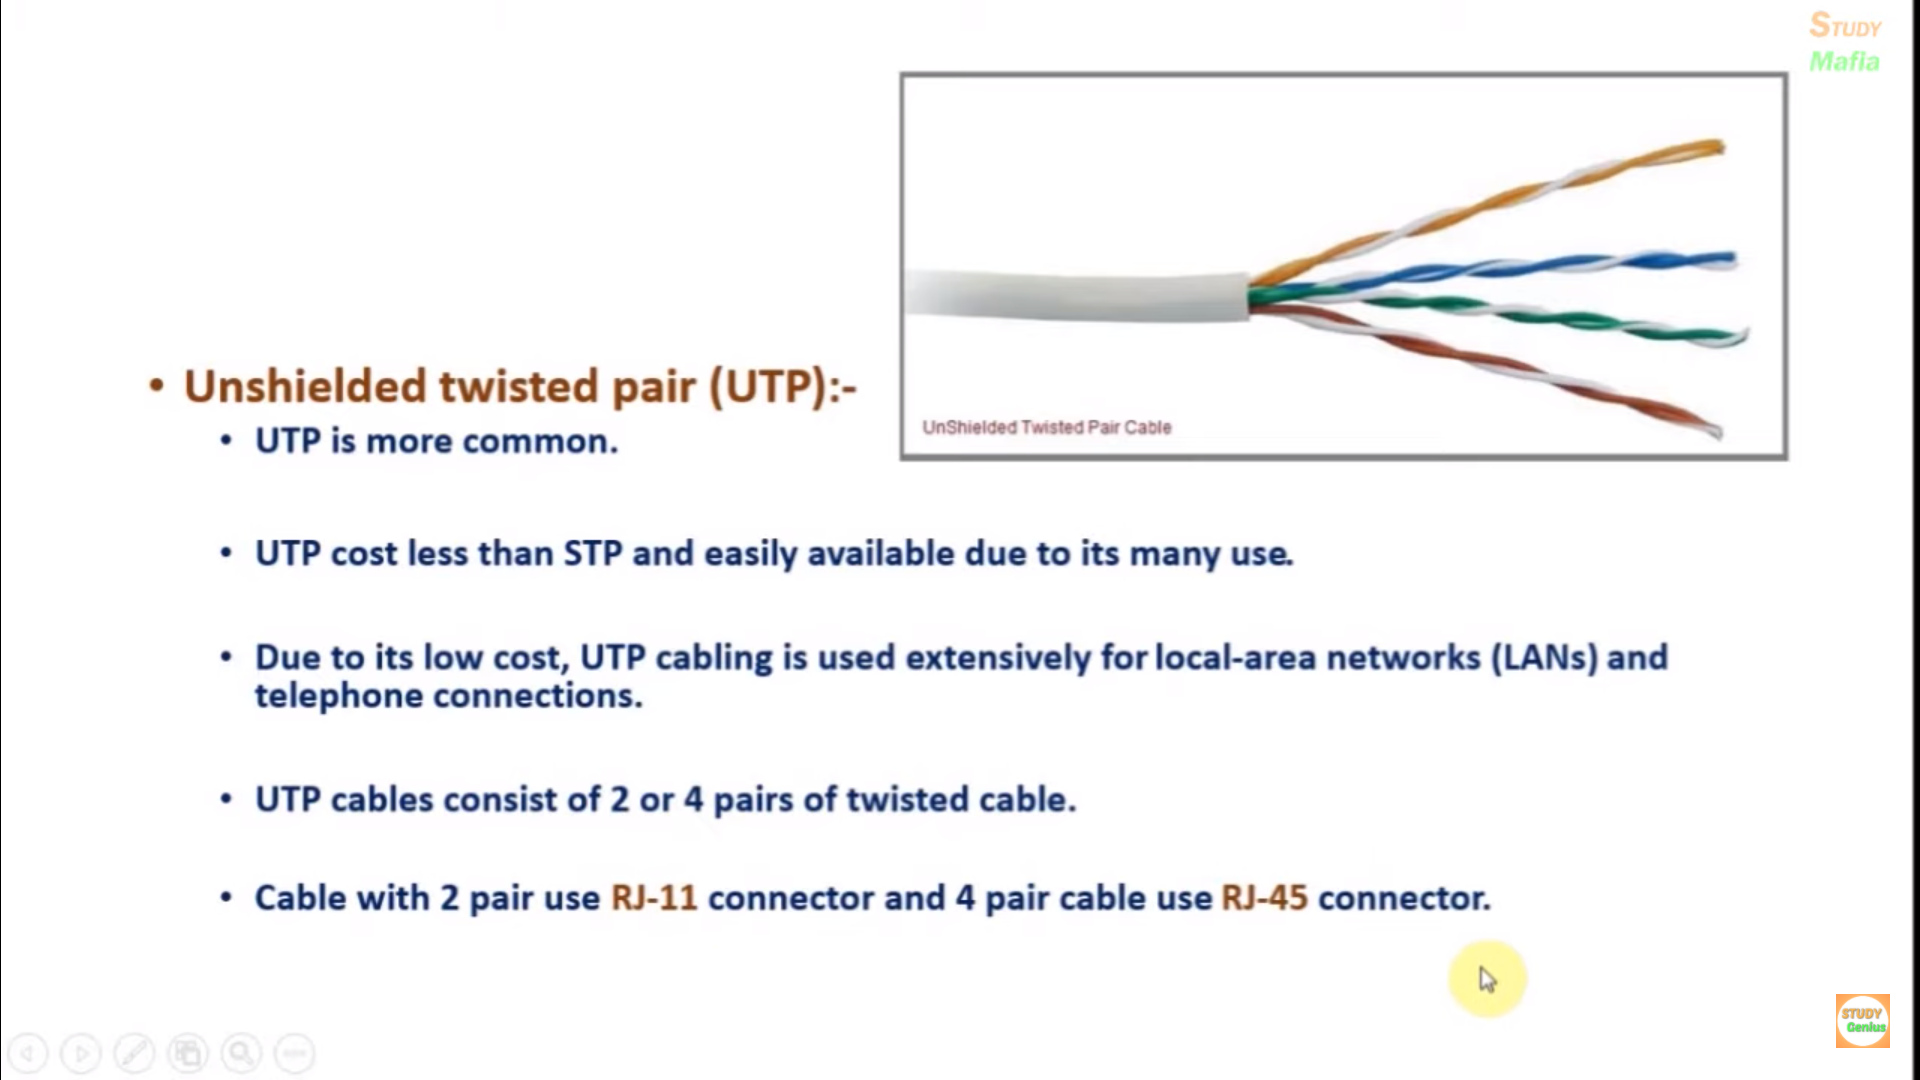 STUDY
Mafia
UnShielded Twisted Pair Cable
• Unshielded twisted pair (UTP):-
• UTP is more common.
• UTP cost less than STP and easily available due to its many use.
• Due to its low cost, UTP cabling is used extensively for local-area networks (LANs) and
telephone connections.
• UTP cables consist of 2 or 4 pairs of twisted cable.
• Cable with 2 pair use RJ-11 connector and 4 pair cable use RJ-45 connector.
STUDY
Genius